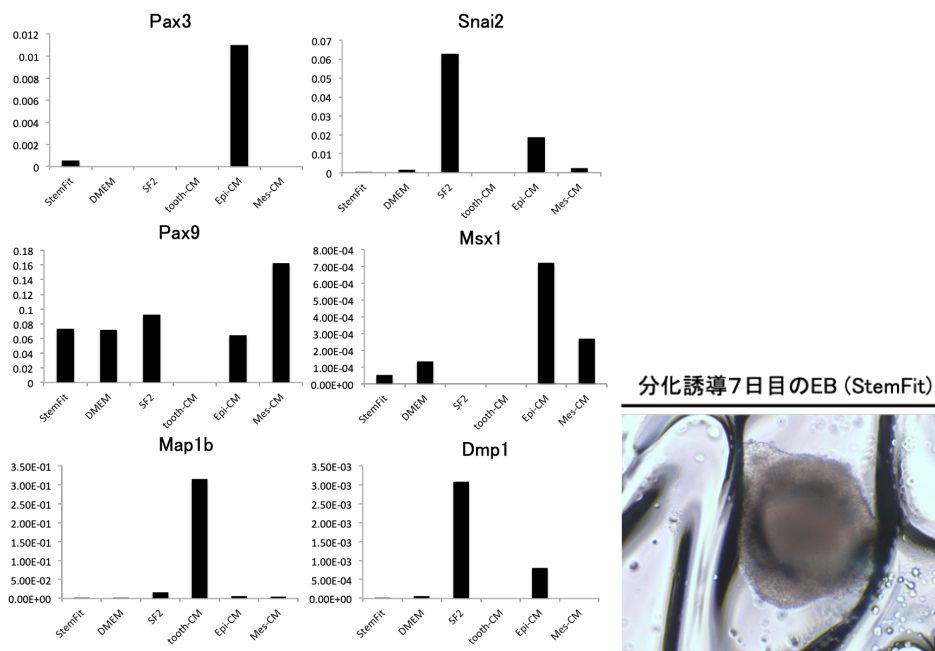 Pax3
0.012
0.01
0.008
0.006
0.004
0.002
0
StemFit
DMEM
SF2
tooth-CM
Epi-CM
Mes-CM
Snai2
0.07
0.06
0.05
0.04
0.03
0.02
0.01
0
StemFit
DMEM
SF2
tooth-CM
Epi-CM
Mes-CM
Pax9
0.18
0.16
0.14
0.12
0.1
0.08
0.06
0.04
0.02
0
StemFit
DMEM
SF2
tooth-CM
Epi-CM
Mes-CM
Msx1
8.00E-04
7.00E-04
6.00E-04
5.00E-04
4.00E-04
3.00E-04
2.00E-04
1.00E-04
0.00E+00
StemFit
DMEM
SF2
tooth-CM
Epi-CM
Mes-CM
分化誘導7日目のEB (StemFit)
Map1b
3.50E-01
3.00E-01
2.50E-01
2.00E-01
1.50E-01
1.00E-01
5.00E-02
0.00E+00
StemFit
DMEM
SF2
tooth-CM
Epi-CM
Mes-CM
Dmp1
3.50E-03
3.00E-03
2.50E-03
2.00E-03
1.50E-03
1.00E-03
5.00E-04
0.00E+00
StemFit
DMEM
SF2
tooth-CM
Epi-CM
Mes-CM